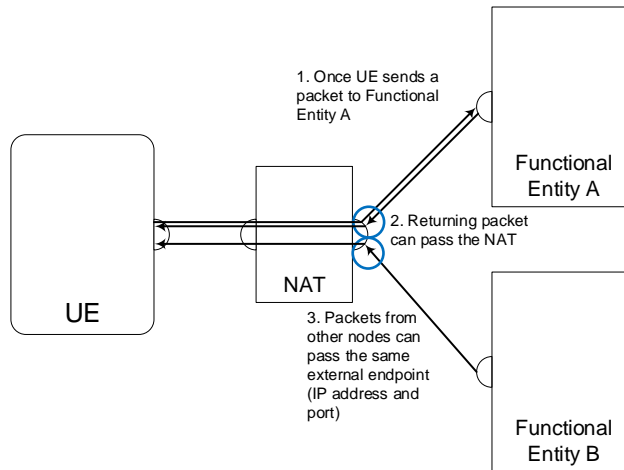 1. Once UE sends a
packet to Functional
Entity A
Functional
Entity A
2. Returning packet
can pass the NAT
UE
NAT
3. Packets from
other nodes can
pass the same
external endpoint
(IP address and
port)
Functional
Entity B